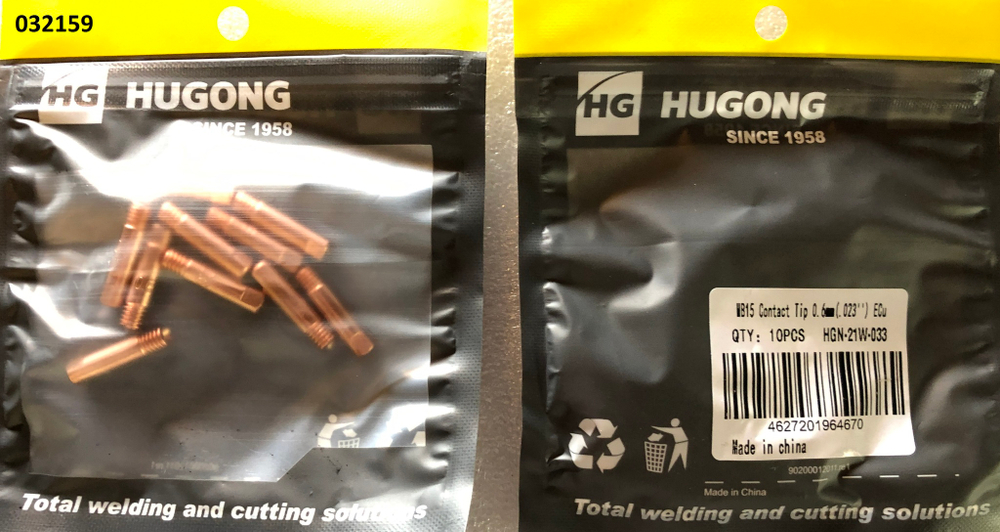 032159
HG HUGONG
SINCE 1958
Total welding and cutting solutions
HG HUGONG
SINCE 1958
WB15 Contact Tip 0.6mm(.023'') ECu
QTY: 10PCS HGN-21W-033
4627201964670
Made in china
Made in China
Total welding and cutting solutions